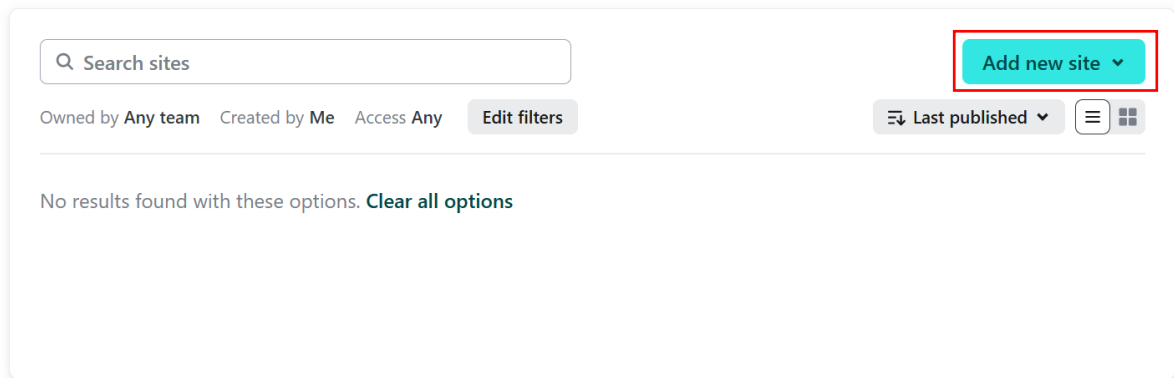 Search sites
Add new site
Owned by Any team Created by Me Access Any Edit filters
Last published
No results found with these options. Clear all options